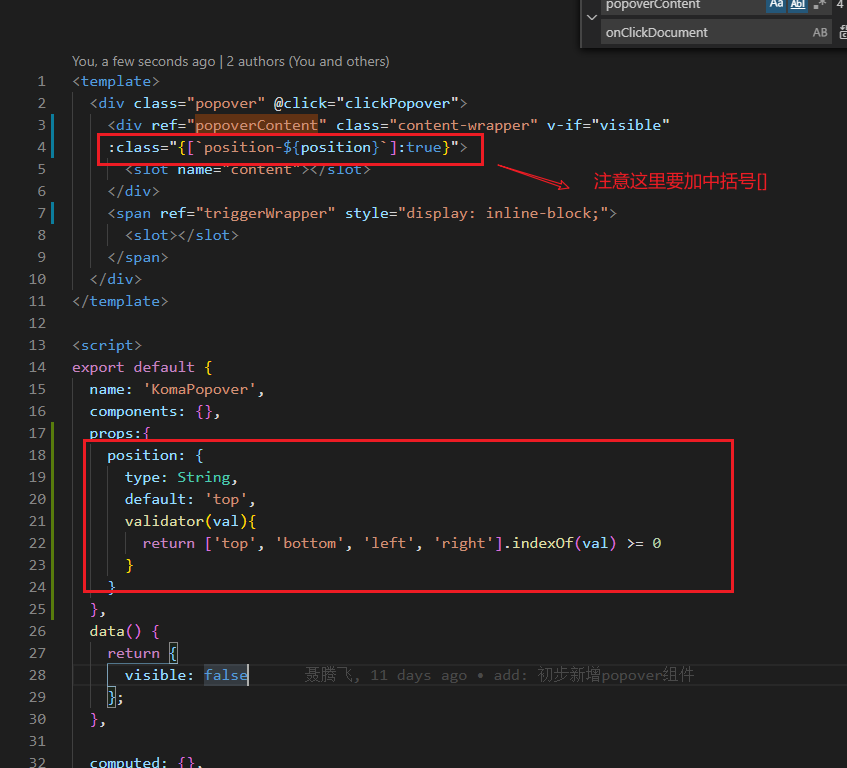 popoverContent
Aa
Abl
4
onClickDocument
AB
You, a few seconds ago | 2 authors (You and others)
1 <template>
2 <div class="popover" @click="clickPopover">
3 <div ref="popoverContent" class="content-wrapper" v-if="visible"
4 :class="{[`position-${position}`]:true}">
注意这里要加中括号[]
5 <slot name="content"></slot>
6 </div>
7 <span ref="triggerWrapper" style="display: inline-block;">
8 <slot></slot>
9 </span>
10 </div>
11 </template>
12
13 <script>
14 export default {
15 name: 'KomaPopover',
16 components: {},
17 props:{
18 position: {
19 type: String,
20 default: 'top',
21 validator(val){
22 return ['top', 'bottom', 'left', 'right'].indexOf(val) >= 0
23 }
24 }
25 },
26 data() {
27 return {
28 visible: false 聂腾飞, 11 days ago • add: 初步新增popover组件
29 };
30 },
31
32 computed: {},